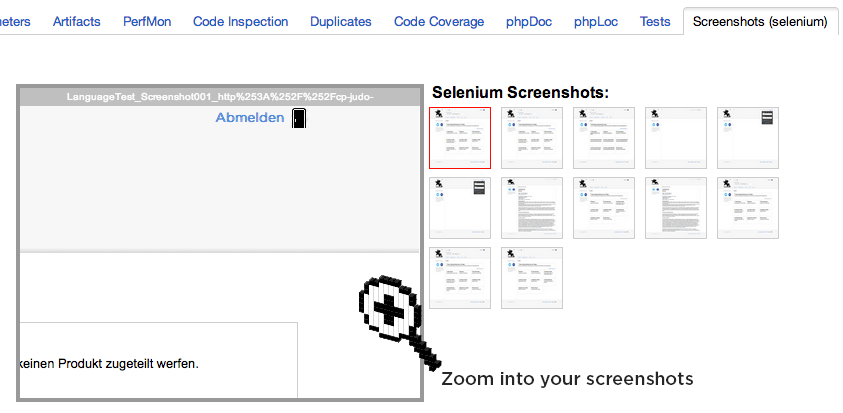 meters Artifacts PerfMon Code Inspection Duplicates Code Coverage phpDoc phpLoc Tests Screenshots (selenium)
LanguageTest_Screenshot001_http%253A%252F%252Fcp-judo-
Abmelden
Selenium Screenshots:
keinen Produkt zugeteilt werfen.
Zoom into your screenshots